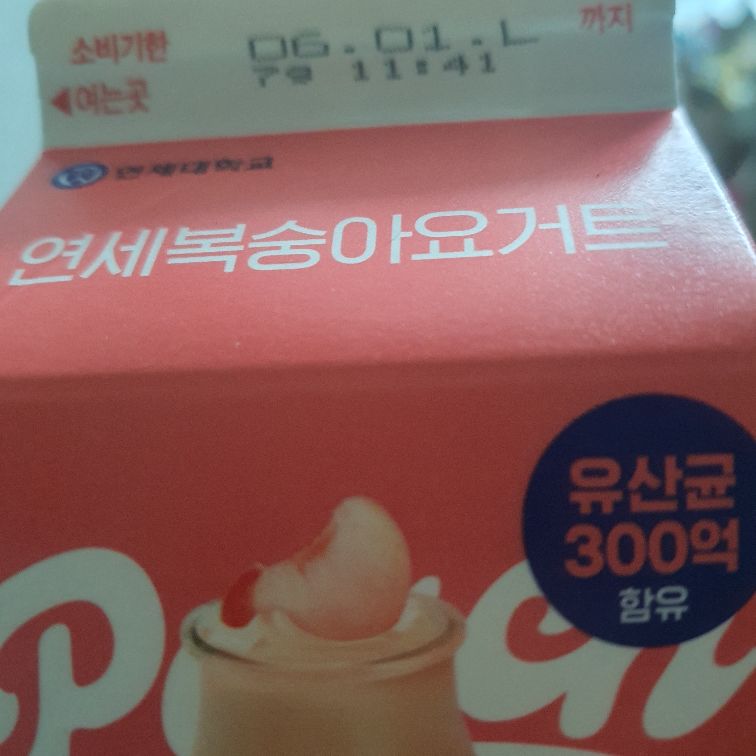 소비기한 06.01.L 까지
◀여는곳 79 11:41
연세대학교
연세복숭아요거트
유산균
300억
함유